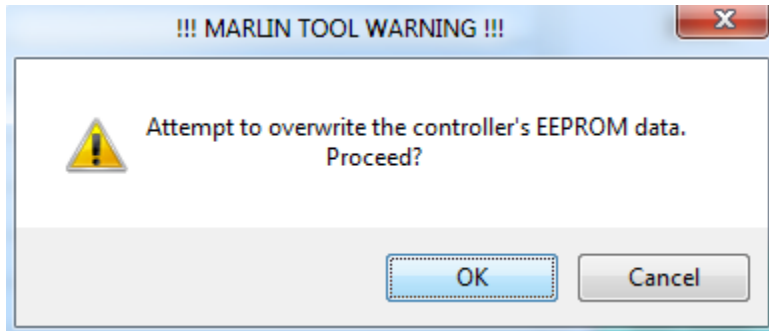 !!! MARLIN TOOL WARNING !!!
Attempt to overwrite the controller's EEPROM data.
Proceed?
OK
Cancel